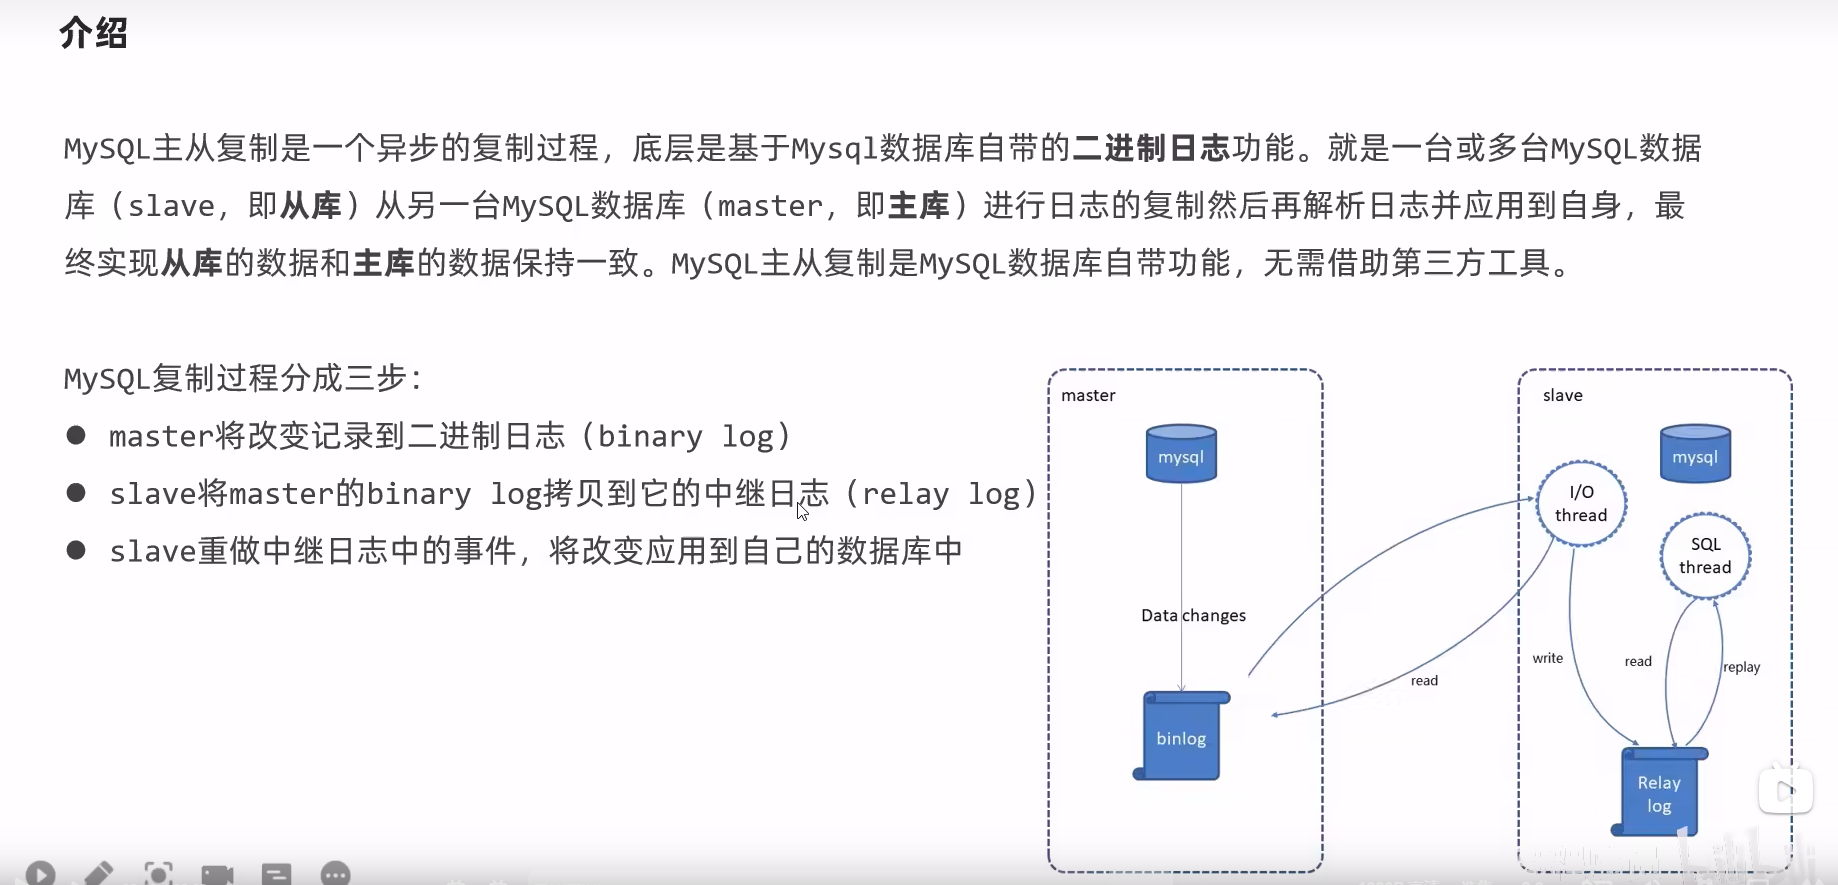 介绍
MySQL主从复制是一个异步的复制过程，底层是基于Mysql数据库自带的二进制日志功能。就是一台或多台MySQL数据
库（slave，即从库）从另一台MySQL数据库（master，即主库）进行日志的复制然后再解析日志并应用到自身，最
终实现从库的数据和主库的数据保持一致。MySQL主从复制是MySQL数据库自带功能，无需借助第三方工具。
MySQL复制过程分成三步：
● master将改变记录到二进制日志（binary log）
● slave将master的binary log拷贝到它的中继日志（relay log）
● slave重做中继日志中的事件，将改变应用到自己的数据库中
master
mysql
Data changes
binlog
read
slave
mysql
I/O
thread
SQL
thread
write
read
replay
Relay
log
bilibili